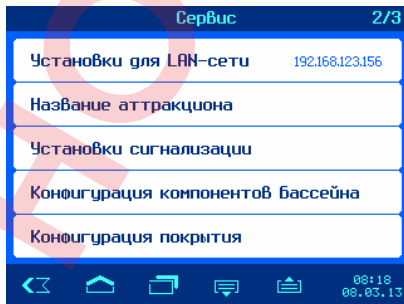 Сервис 2/3
Установки для LAN-сети 192.168.123.156
Название аттракциона
Установки сигнализации
Конфигурация компонентов бассейна
Конфигурация покрытия
08:18
08.03.13